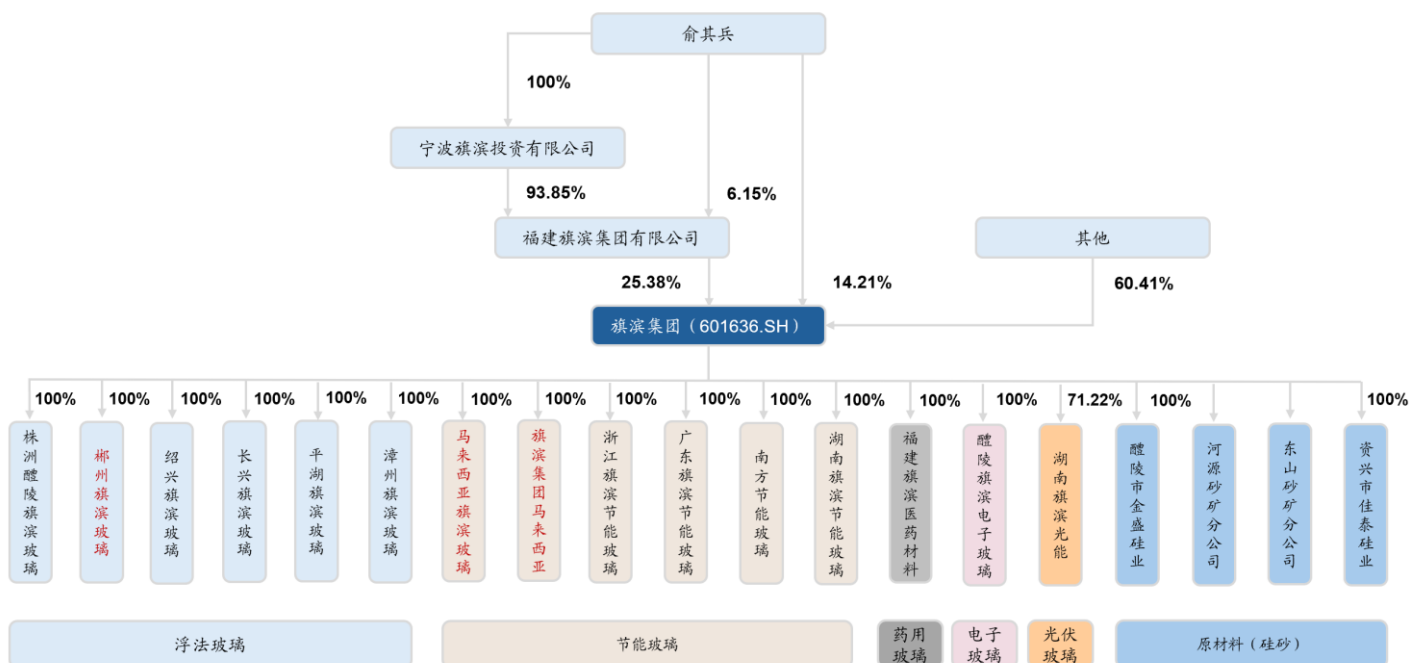 俞其兵
100%
宁波旗滨投资有限公司
93.85%
6.15%
福建旗滨集团有限公司
其他
25.38%
14.21%
60.41%
旗滨集团（601636.SH）
100%
100%
100%
100%
100%
100%
100%
100%
100%
100%
100%
100%
100%
100%
71.22%
100%
100%
株洲醴陵旗滨玻璃
郴州旗滨玻璃
绍兴旗滨玻璃
长兴旗滨玻璃
平湖旗滨玻璃
漳州旗滨玻璃
马来西亚旗滨玻璃
旗滨集团马来西亚
浙江旗滨节能玻璃
广东旗滨节能玻璃
南方节能玻璃
湖南旗滨节能玻璃
福建旗滨医药材料
醴陵旗滨电子玻璃
湖南旗滨光能
醴陵市金盛硅业
河源砂矿分公司
东山砂矿分公司
资兴市佳泰硅业
浮法玻璃
节能玻璃
药用
玻璃
电子
玻璃
光伏
玻璃
原材料（硅砂）